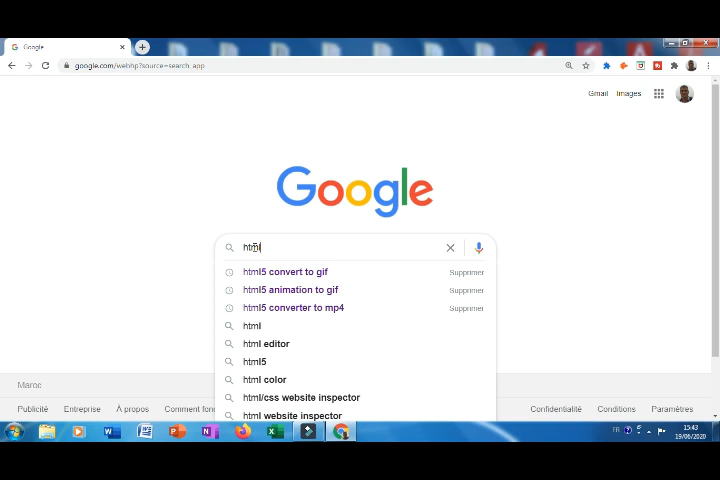 Google
google.com/webhp?source=search_app
Gmail Images
Google
html
html5 convert to gif Supprimer
html5 animation to gif Supprimer
html5 converter to mp4 Supprimer
html
html editor
html5
html color
html/css website inspector
html website inspector
Maroc
Publicité Entreprise À propos Comment Confidentialité Conditions Paramètres
FR 15:43
19/06/2020